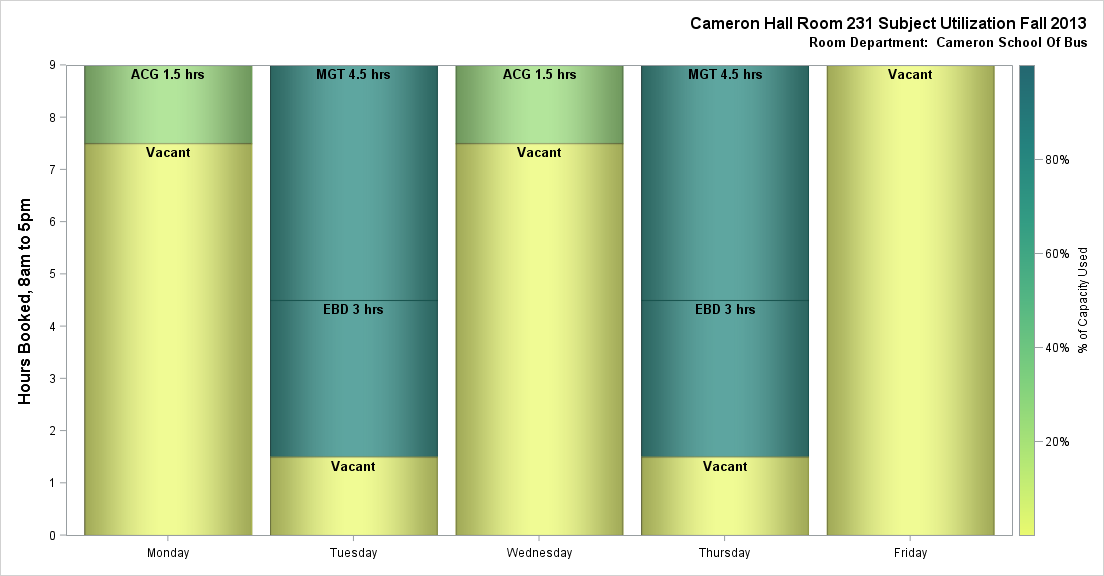 Cameron Hall Room 231 Subject Utilization Fall 2013
Room Department:  Cameron School Of Bus
Hours Booked, 8am to 5pm
9
8
7
6
5
4
3
2
1
0
ACG 1.5 hrs
Vacant
MGT 4.5 hrs
EBD 3 hrs
Vacant
ACG 1.5 hrs
Vacant
MGT 4.5 hrs
EBD 3 hrs
Vacant
Vacant
Monday
Tuesday
Wednesday
Thursday
Friday
80%
60%
40%
20%
% of Capacity Used